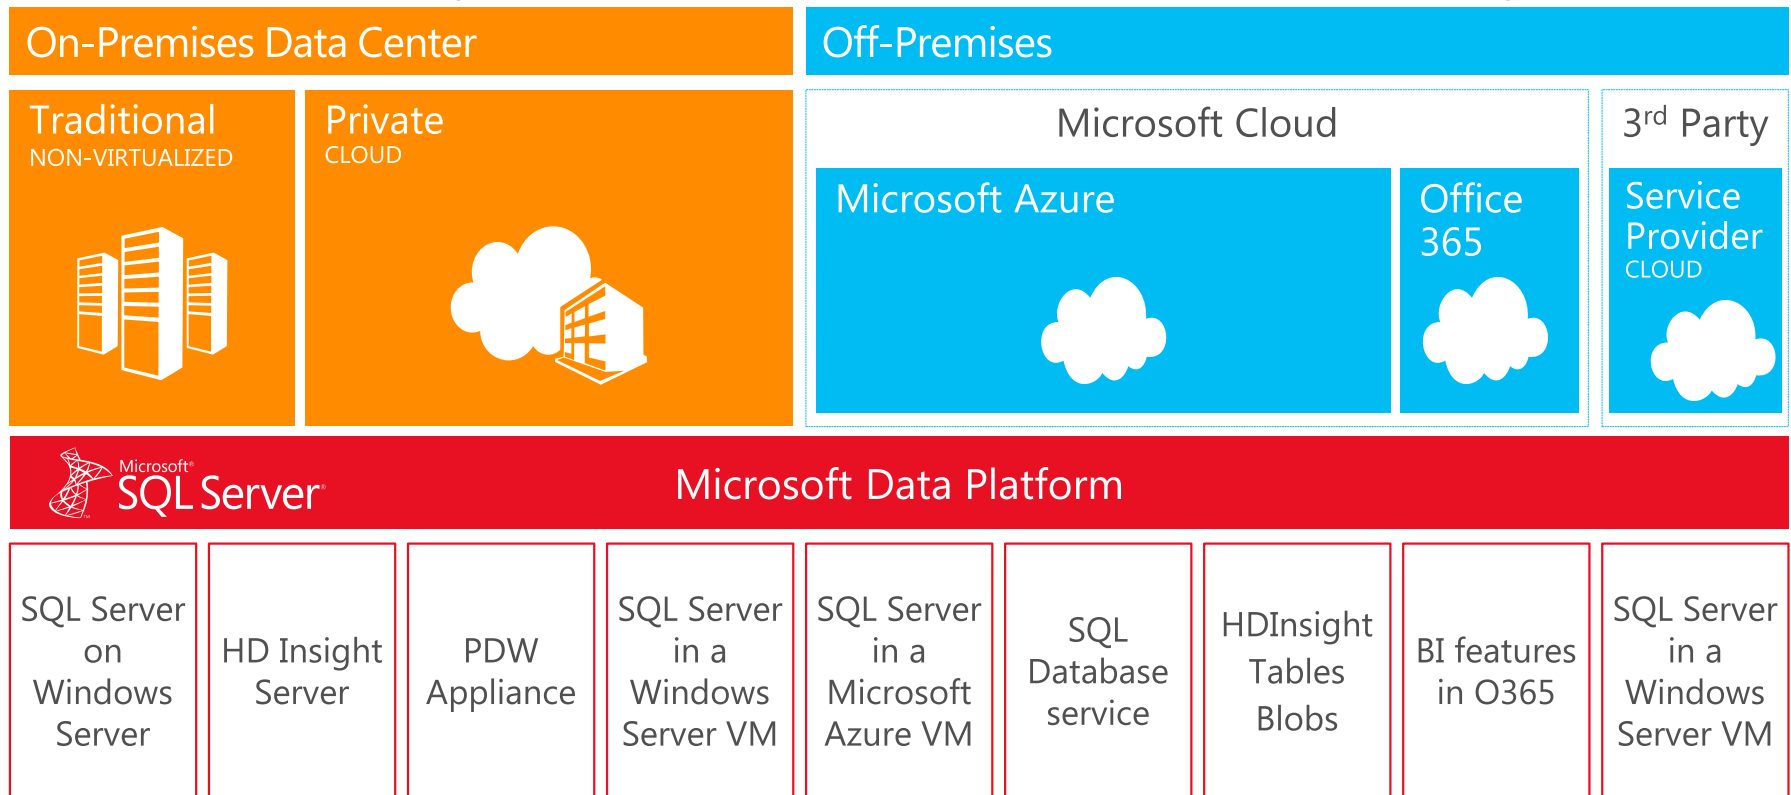 On-Premises Data Center
Off-Premises
Traditional
NON-VIRTUALIZED
Private
CLOUD
Microsoft Cloud
Microsoft Azure
Office
365
3rd Party
Service
Provider
CLOUD
Microsoft®
SQL Server®
Microsoft Data Platform
SQL Server
on
Windows
Server
HD Insight
Server
PDW
Appliance
SQL Server
in a
Windows
Server VM
SQL Server
in a
Microsoft
Azure VM
SQL
Database
service
HDInsight
Tables
Blobs
BI features
in O365
SQL Server
in a
Windows
Server VM